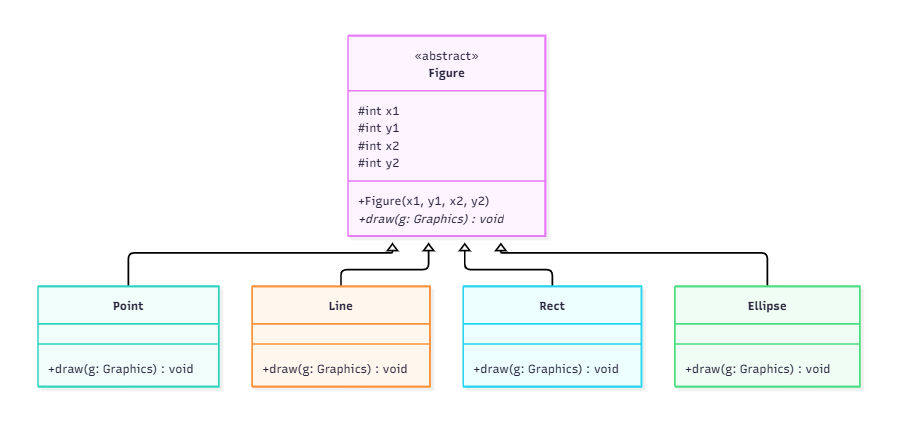 «abstract»
Figure
#int x1
#int y1
#int x2
#int y2
+Figure(x1, y1, x2, y2)
+draw(g: Graphics) : void
Point
+draw(g: Graphics) : void
Line
+draw(g: Graphics) : void
Rect
+draw(g: Graphics) : void
Ellipse
+draw(g: Graphics) : void